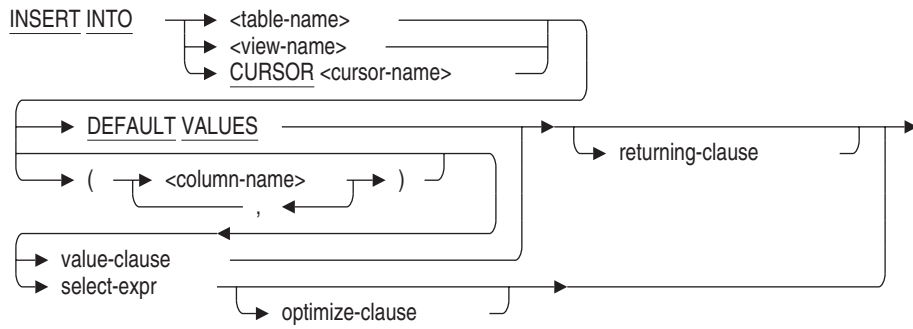 INSERT INTO <table-name>
<view-name>
CURSOR <cursor-name>
DEFAULT VALUES
returning-clause
( <column-name> )
,
value-clause
select-expr
optimize-clause